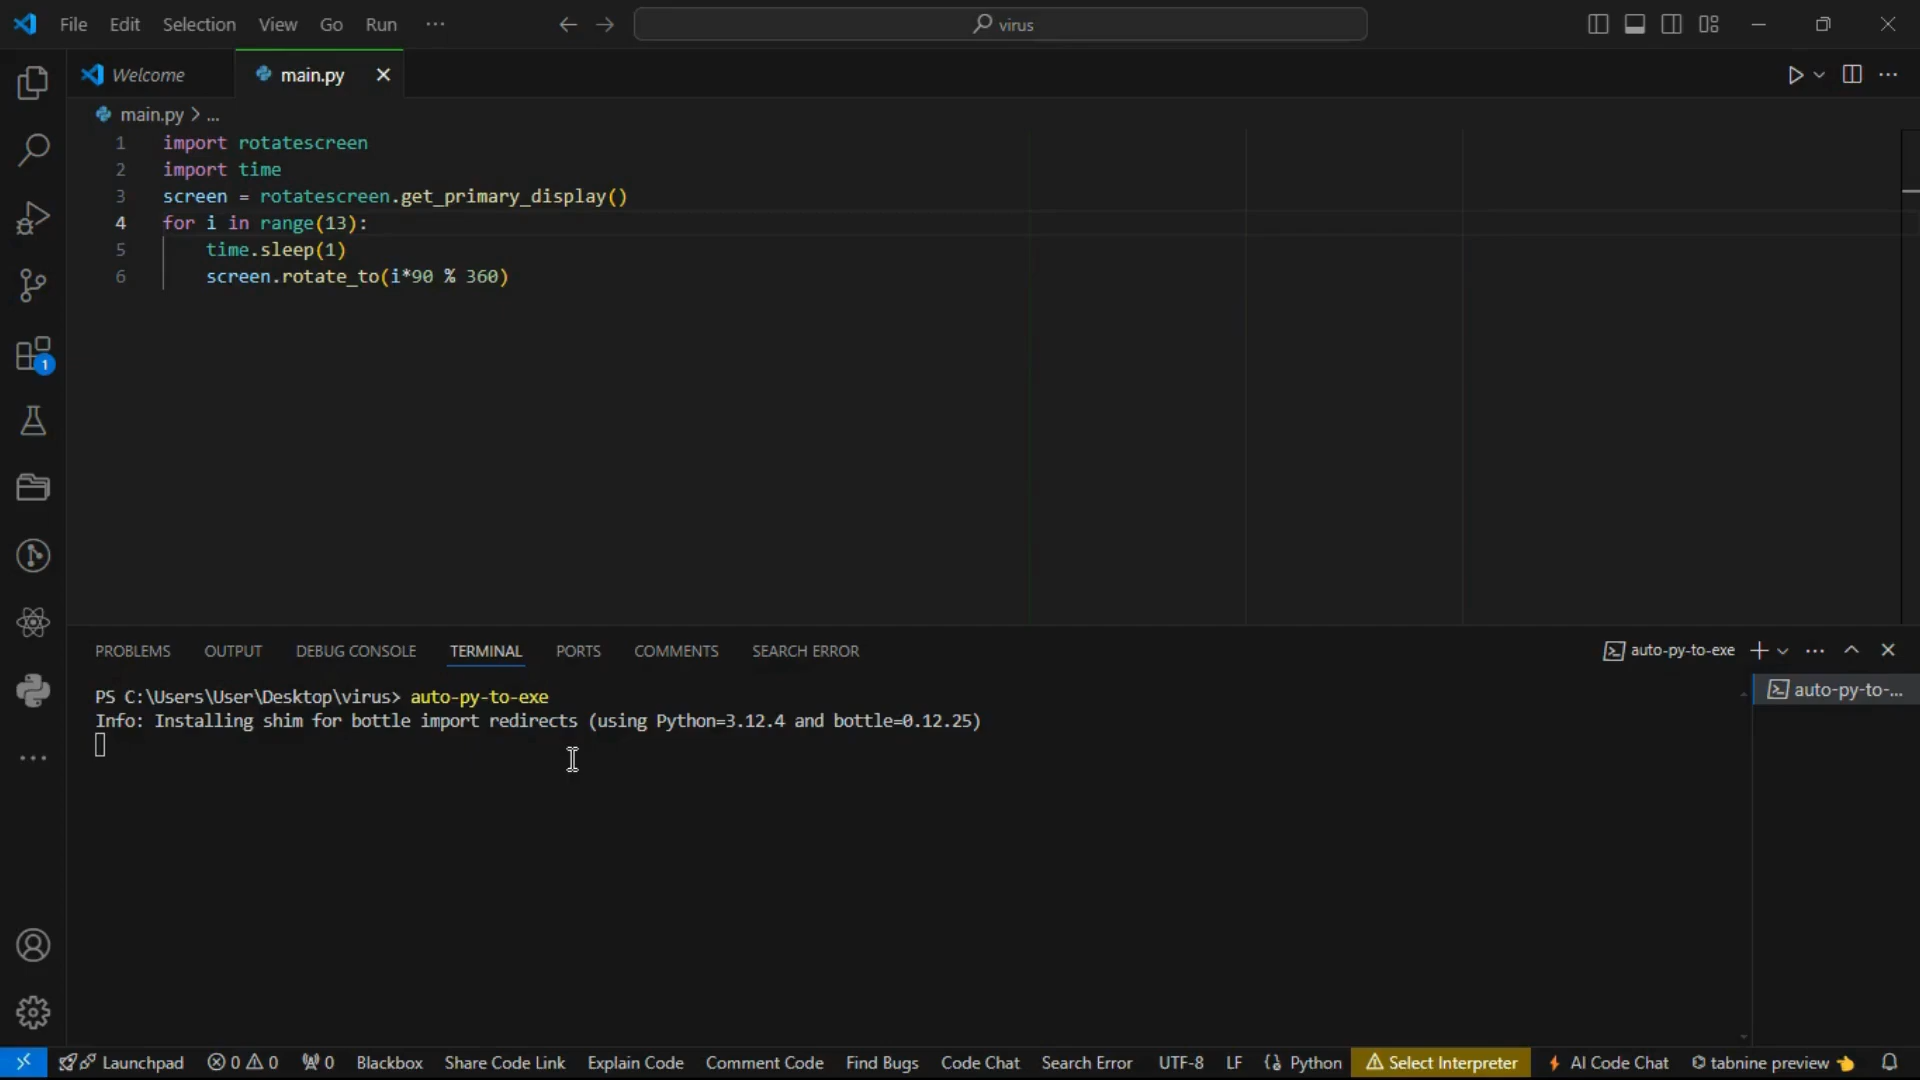 File Edit Selection View Go Run ··· virus
Welcome main.py
main.py > ...
1 import rotatescreen
2 import time
3 screen = rotatescreen.get_primary_display()
4 for i in range(13):
5 time.sleep(1)
6 screen.rotate_to(i*90 % 360)
1
PROBLEMS OUTPUT DEBUG CONSOLE TERMINAL PORTS COMMENTS SEARCH ERROR auto-py-to-exe
PS C:\Users\User\Desktop\virus> auto-py-to-exe
auto-py-to-...
Info: Installing shim for bottle import redirects (using Python=3.12.4 and bottle=0.12.25)
Launchpad 0 0 0 Blackbox Share Code Link Explain Code Comment Code Find Bugs Code Chat Search Error UTF-8 LF Python Select Interpreter AI Code Chat tabnine preview